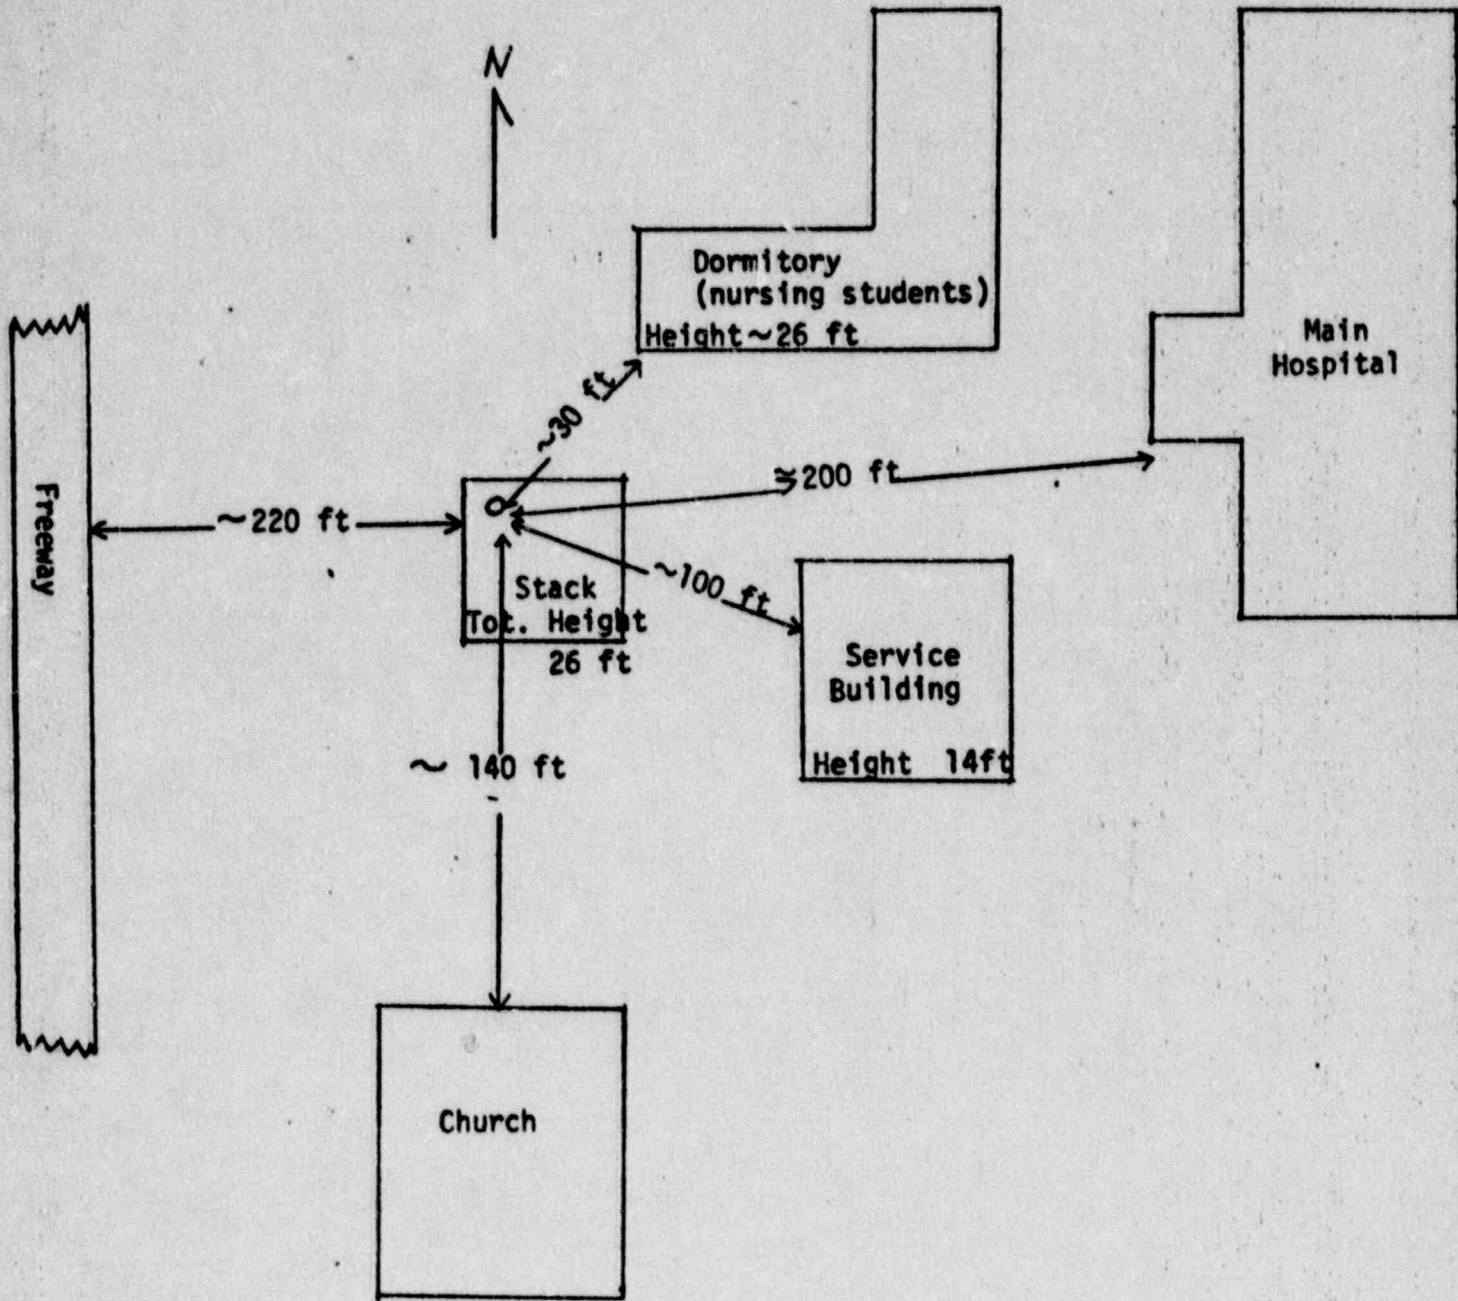 N
Dormitory
(nursing students)
Height ~26 ft
Main
Hospital
~30 ft
≈200 ft
Freeway
~220 ft
~100 ft
Stack
Tot. Height
26 ft
Service
Building
Height 14ft
~ 140 ft
Church